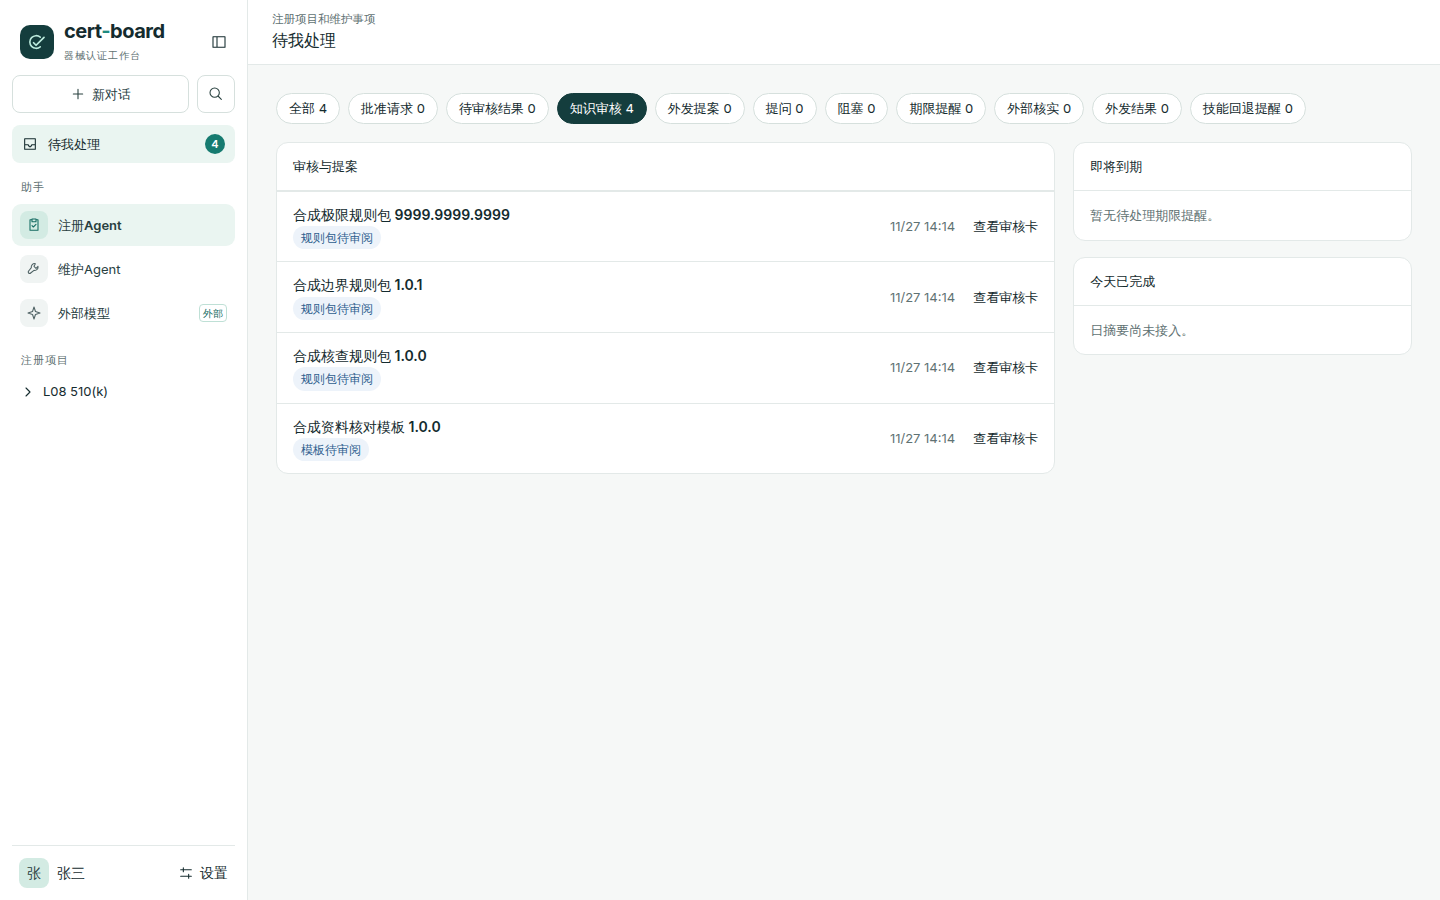 cert-board
器械认证工作台
新对话
待我处理 4
助手
注册Agent
维护Agent
外部模型 外部
注册项目
L08 510(k)
张 张三 设置
注册项目和维护事项
待我处理
全部 4 批准请求 0 待审核结果 0 知识审核 4 外发提案 0 提问 0 阻塞 0 期限提醒 0 外部核实 0 外发结果 0 技能回退提醒 0
审核与提案
合成极限规则包 9999.9999.9999
规则包待审阅
11/27 14:14 查看审核卡
合成边界规则包 1.0.1
规则包待审阅
11/27 14:14 查看审核卡
合成核查规则包 1.0.0
规则包待审阅
11/27 14:14 查看审核卡
合成资料核对模板 1.0.0
模板待审阅
11/27 14:14 查看审核卡
即将到期
暂无待处理期限提醒。
今天已完成
日摘要尚未接入。